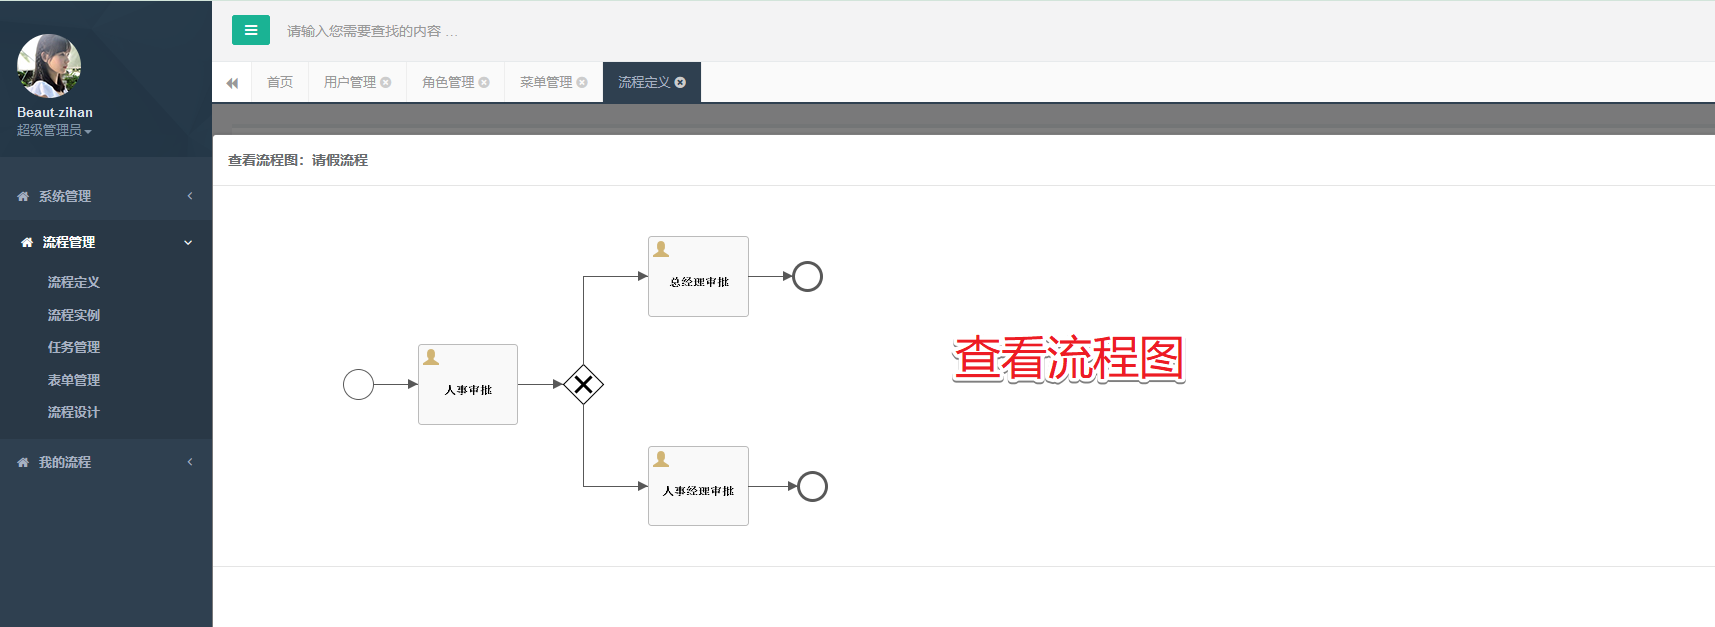 请输入您需要查找的内容 …
首页
用户管理
角色管理
菜单管理
流程定义
Beaut-zihan
超级管理员
系统管理
流程管理
流程定义
流程实例
任务管理
表单管理
流程设计
我的流程
查看流程图：请假流程
总经理审批
人事审批
人事经理审批
查看流程图